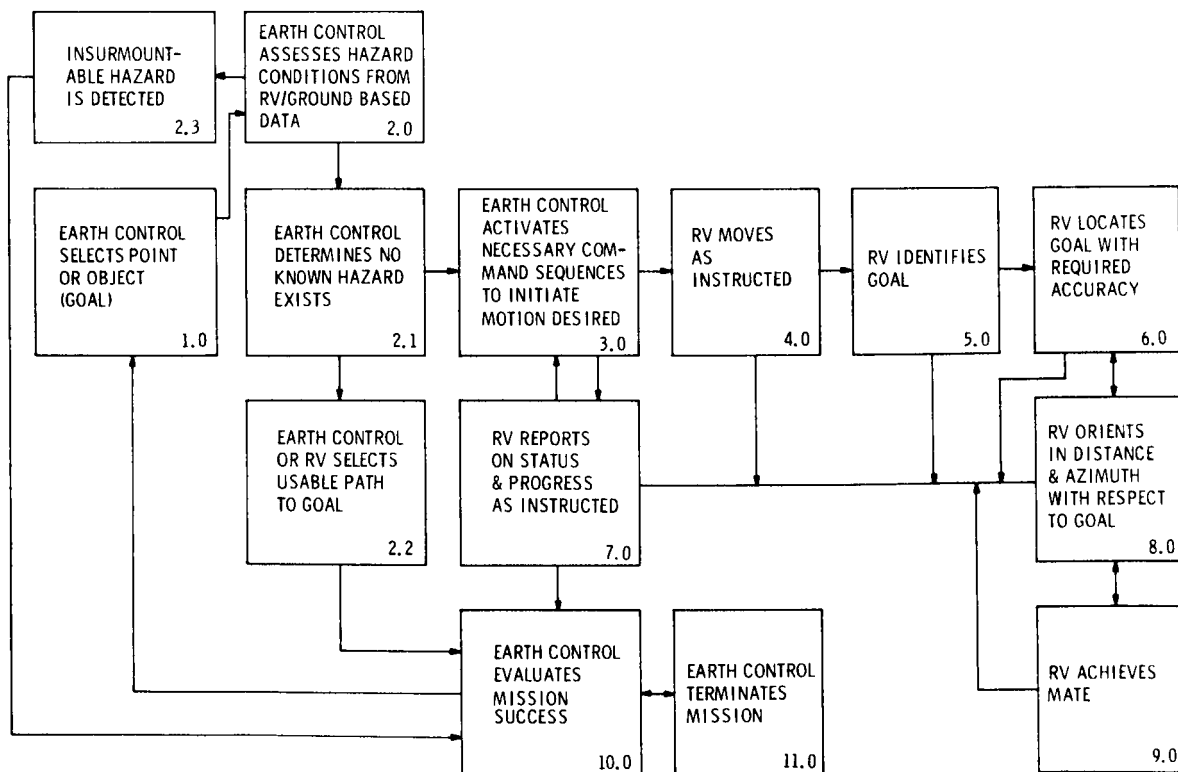 INSURMOUNT-
ABLE HAZARD
IS DETECTED
2.3
EARTH CONTROL
ASSESSES HAZARD
CONDITIONS FROM
RV/GROUND BASED
DATA
2.0
EARTH CONTROL
SELECTS POINT
OR OBJECT
(GOAL)
1.0
EARTH CONTROL
DETERMINES NO
KNOWN HAZARD
EXISTS
2.1
EARTH CONTROL
ACTIVATES
NECESSARY COM-
MAND SEQUENCES
TO INITIATE
MOTION DESIRED
3.0
RV MOVES
AS
INSTRUCTED
4.0
RV IDENTIFIES
GOAL
5.0
RV LOCATES
GOAL WITH
REQUIRED
ACCURACY
6.0
EARTH CONTROL
OR RV SELECTS
USABLE PATH
TO GOAL
2.2
RV REPORTS
ON STATUS
& PROGRESS
AS INSTRUCTED
7.0
RV ORIENTS
IN DISTANCE
& AZIMUTH
WITH RESPECT
TO GOAL
8.0
EARTH CONTROL
EVALUATES
MISSION
SUCCESS
10.0
EARTH CONTROL
TERMINATES
MISSION
11.0
RV ACHIEVES
MATE
9.0